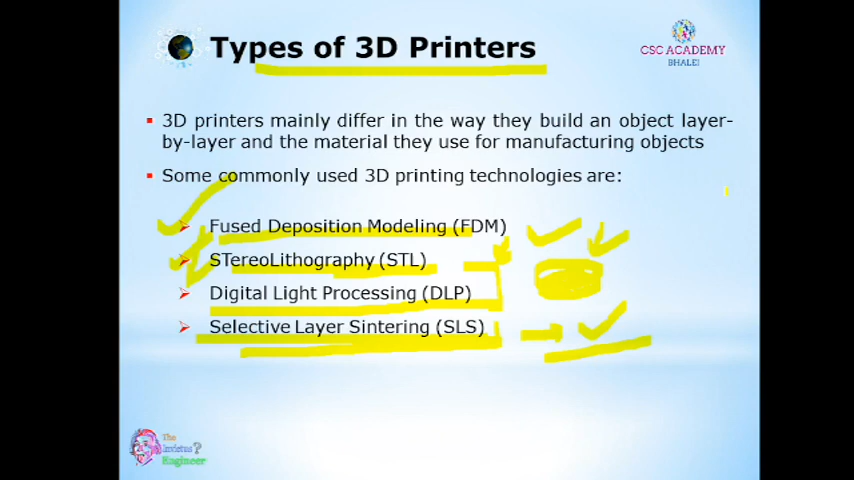 Types of 3D Printers
CSC ACADEMY
BHALEI
3D printers mainly differ in the way they build an object layer-
by-layer and the material they use for manufacturing objects
Some commonly used 3D printing technologies are:
Fused Deposition Modeling (FDM)
STereoLithography (STL)
Digital Light Processing (DLP)
Selective Layer Sintering (SLS)
The
Invictus ?
Engineer